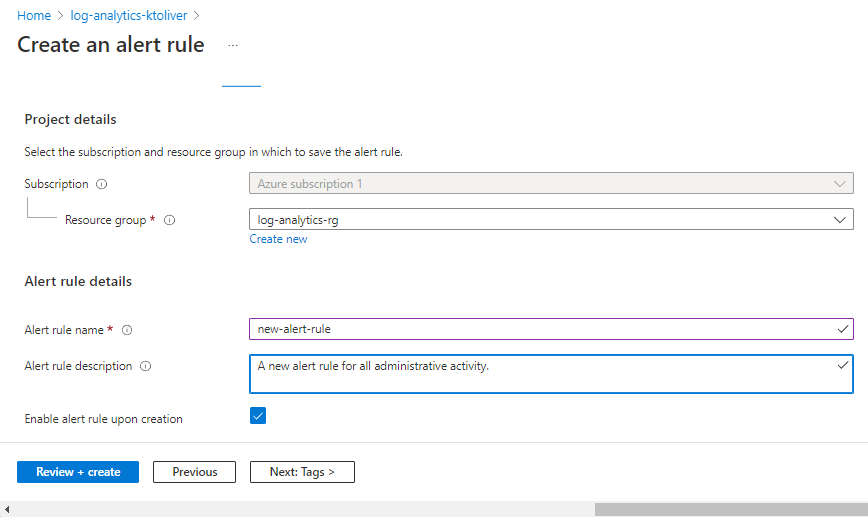 Home > log-analytics-ktoliver >
Create an alert rule ...
Project details
Select the subscription and resource group in which to save the alert rule.
Subscription Azure subscription 1
Resource group * log-analytics-rg
Create new
Alert rule details
Alert rule name * new-alert-rule
Alert rule description A new alert rule for all administrative activity.
Enable alert rule upon creation
Review + create Previous Next: Tags >